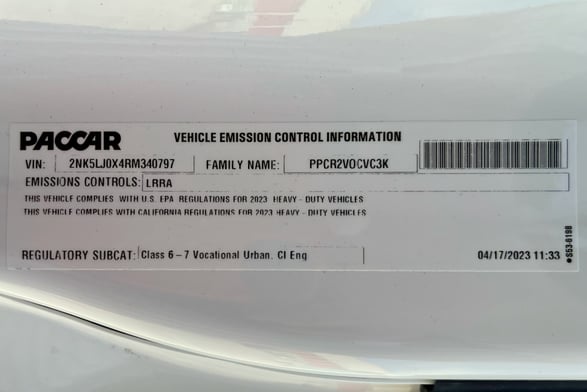 PACCAR VEHICLE EMISSION CONTROL INFORMATION
VIN: 2NK5LJ0X4RM340797 FAMILY NAME: PPCR2VOCVC3K
EMISSIONS CONTROLS: LRRA
THIS VEHICLE COMPLIES WITH U.S. EPA REGULATIONS FOR 2023 HEAVY - DUTY VEHICLES
THIS VEHICLE COMPLIES WITH CALIFORNIA REGULATIONS FOR 2023 HEAVY - DUTY VEHICLES
REGULATORY SUBCAT: Class 6 - 7 Vocational Urban. CI Eng 04/17/2023 11:33
S53-6198